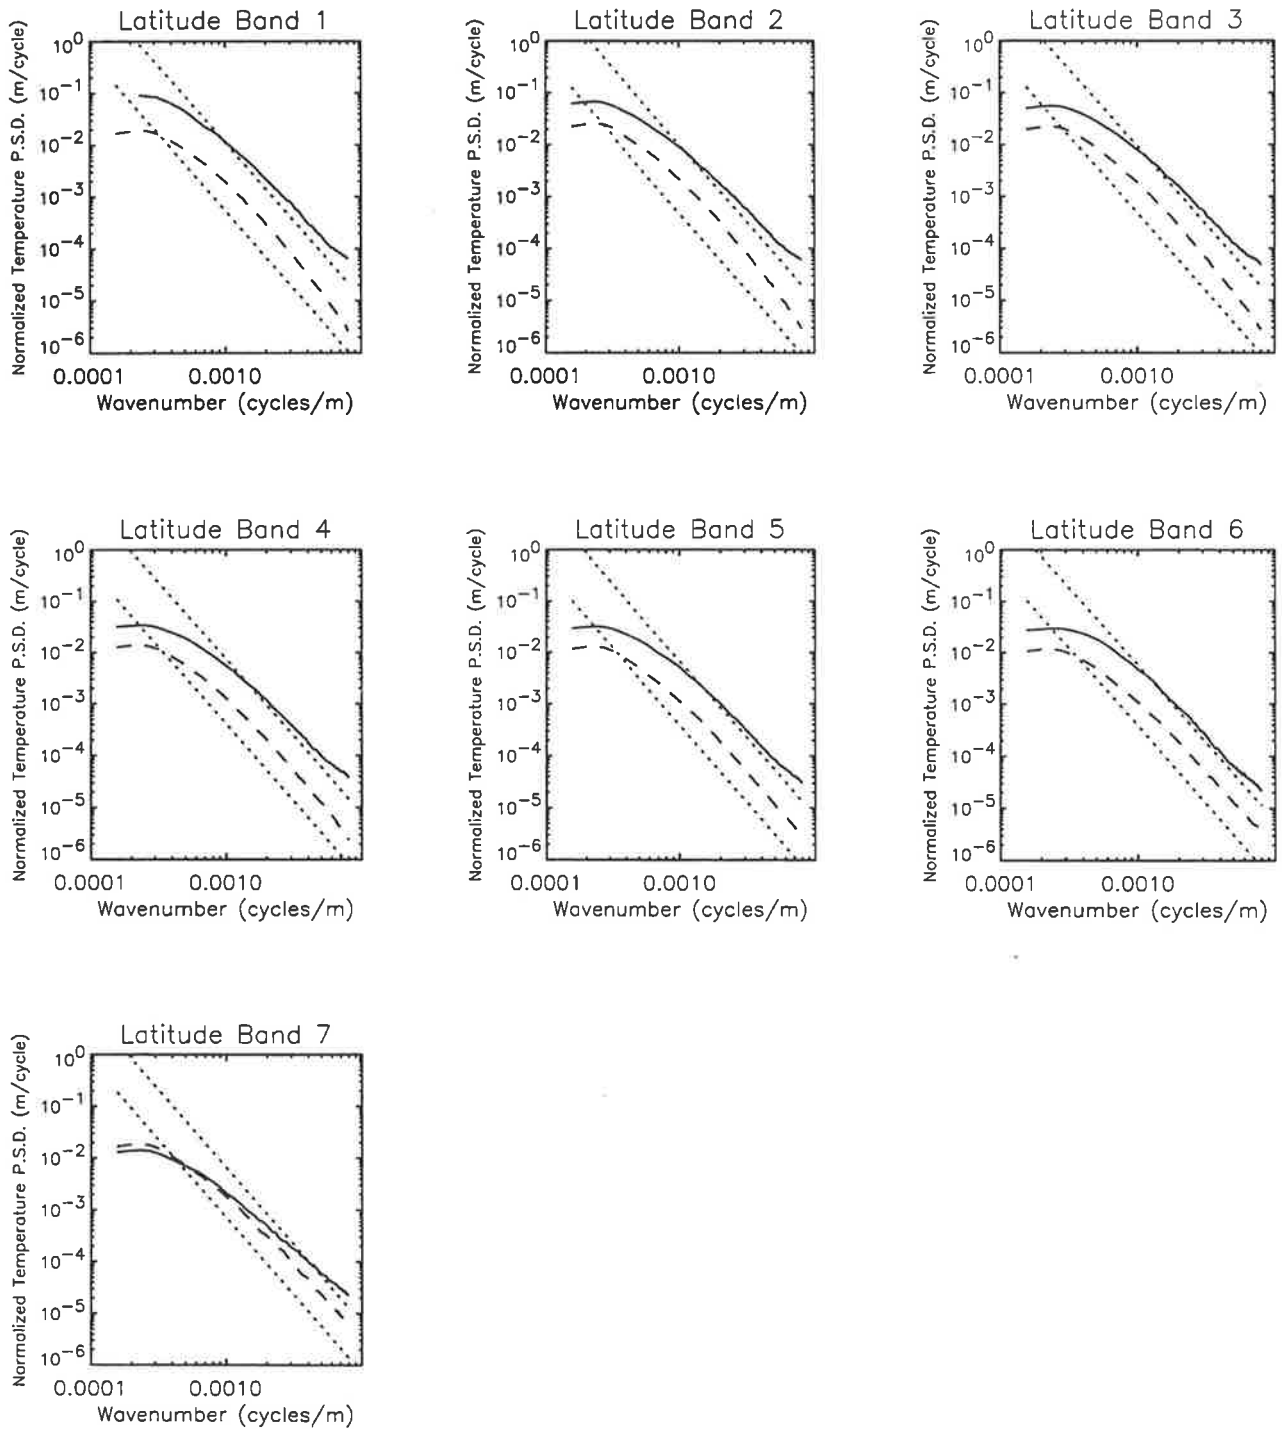 Latitude Band 1
Normalized Temperature P.S.D. (m/cycle)
10^0
10^-1
10^-2
10^-3
10^-4
10^-5
10^-6
0.0001 0.0010
Wavenumber (cycles/m)
Latitude Band 2
Normalized Temperature P.S.D. (m/cycle)
10^0
10^-1
10^-2
10^-3
10^-4
10^-5
10^-6
0.0001 0.0010
Wavenumber (cycles/m)
Latitude Band 3
Normalized Temperature P.S.D. (m/cycle)
10^0
10^-1
10^-2
10^-3
10^-4
10^-5
10^-6
0.0001 0.0010
Wavenumber (cycles/m)
Latitude Band 4
Normalized Temperature P.S.D. (m/cycle)
10^0
10^-1
10^-2
10^-3
10^-4
10^-5
10^-6
0.0001 0.0010
Wavenumber (cycles/m)
Latitude Band 5
Normalized Temperature P.S.D. (m/cycle)
10^0
10^-1
10^-2
10^-3
10^-4
10^-5
10^-6
0.0001 0.0010
Wavenumber (cycles/m)
Latitude Band 6
Normalized Temperature P.S.D. (m/cycle)
10^0
10^-1
10^-2
10^-3
10^-4
10^-5
10^-6
0.0001 0.0010
Wavenumber (cycles/m)
Latitude Band 7
Normalized Temperature P.S.D. (m/cycle)
10^0
10^-1
10^-2
10^-3
10^-4
10^-5
10^-6
0.0001 0.0010
Wavenumber (cycles/m)